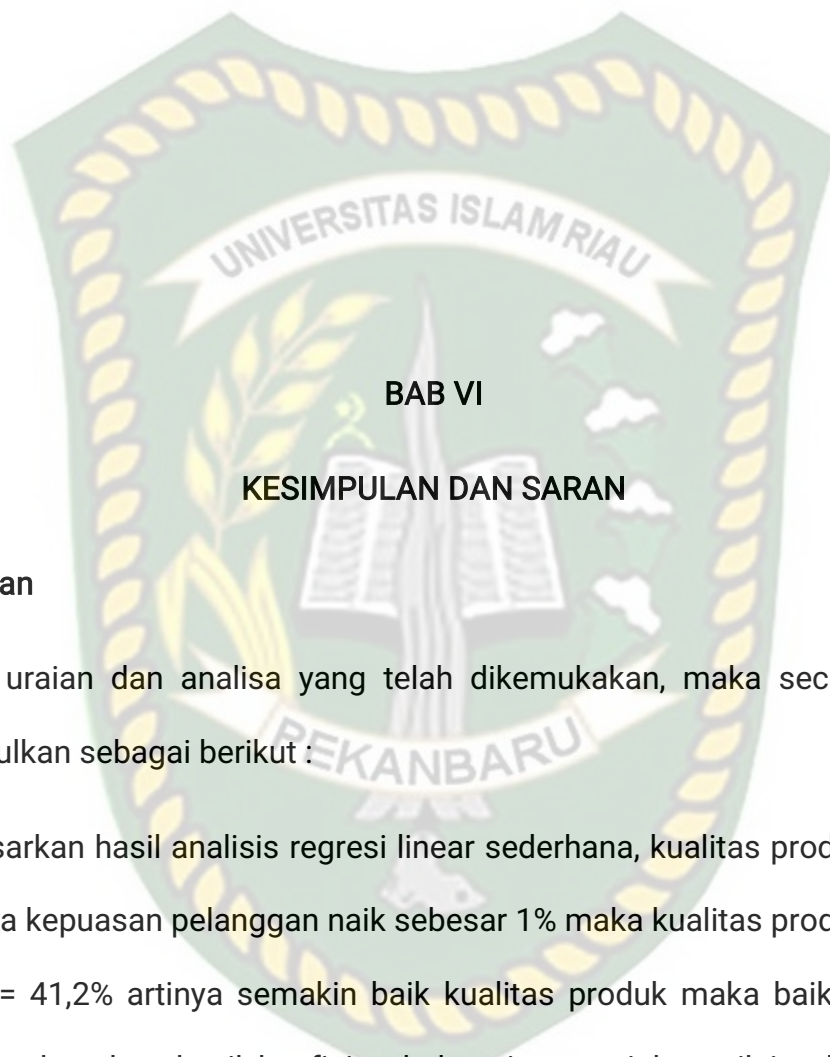 UNIVERSITAS ISLAM RIAU
BAB VI
KESIMPULAN DAN SARAN
an
uraian dan analisa yang telah dikemukakan, maka sec
ulkan sebagai berikut :
PEKANBARU
sarkan hasil analisis regresi linear sederhana, kualitas prod
a kepuasan pelanggan naik sebesar 1% maka kualitas prod
= 41,2% artinya semakin baik kualitas produk maka baik